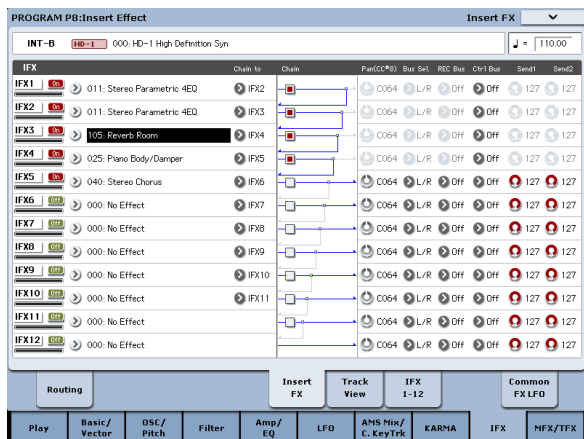 PROGRAM P8:Insert Effect Insert FX
INT-B HD-1 000: HD-1 High Definition Syn ♩ = 110.00
IFX Chain to Chain Pan(CC#8) Bus Sel. REC Bus Ctrl Bus Send1 Send2
IFX1 On 011: Stereo Parametric 4EQ IFX2 C064 L/R Off Off 127 127
IFX2 On 011: Stereo Parametric 4EQ IFX3 C064 L/R Off Off 127 127
IFX3 On 105: Reverb Room IFX4 C064 L/R Off Off 127 127
IFX4 On 025: Piano Body/Damper IFX5 C064 L/R Off Off 127 127
IFX5 On 040: Stereo Chorus IFX6 C064 L/R Off Off 127 127
IFX6 Off 000: No Effect IFX7 C064 L/R Off Off 127 127
IFX7 Off 000: No Effect IFX8 C064 L/R Off Off 127 127
IFX8 Off 000: No Effect IFX9 C064 L/R Off Off 127 127
IFX9 Off 000: No Effect IFX10 C064 L/R Off Off 127 127
IFX10 Off 000: No Effect IFX11 C064 L/R Off Off 127 127
IFX11 Off 000: No Effect C064 L/R Off Off 127 127
IFX12 Off 000: No Effect C064 L/R Off Off 127 127
Routing Insert FX Track View IFX 1-12 Common FX LFO
Play Basic/Vector OSC/Pitch Filter Amp/EQ LFO AMS Mix/C.KeyTrk KARMA IFX MFX/TFX